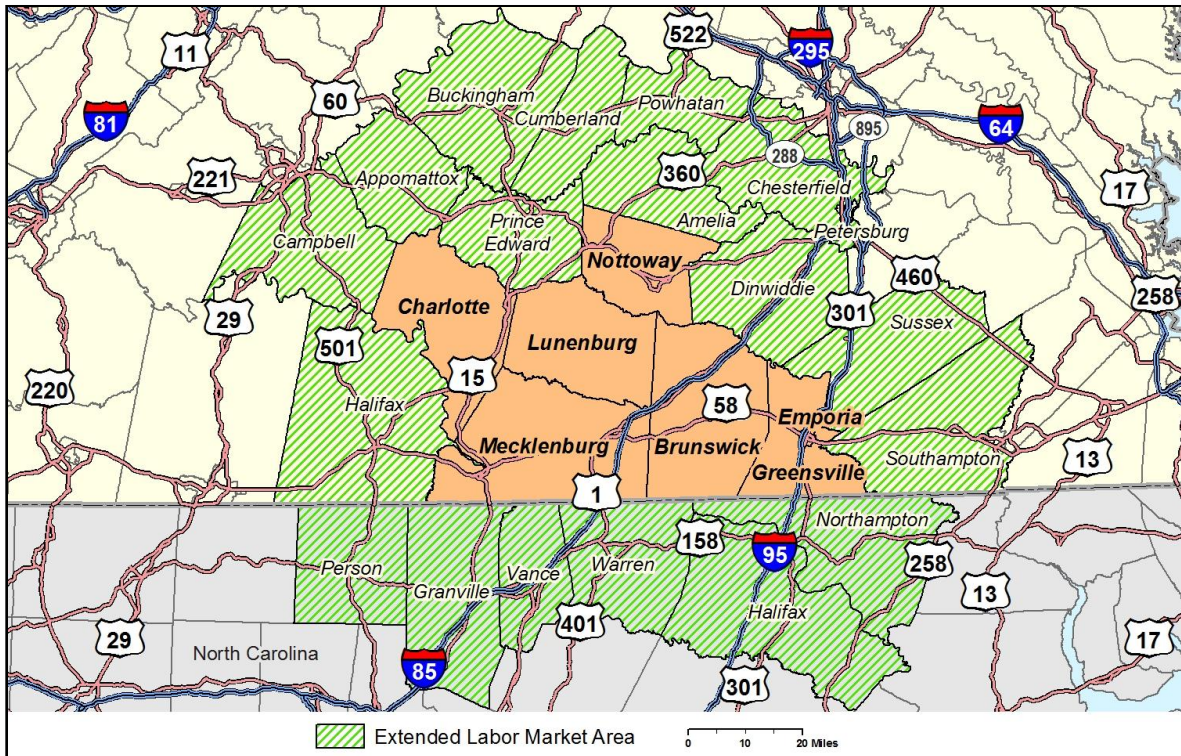 522
295
11
60
Buckingham
Powhatan
81
Cumberland
64
895
288
221
Appomattox
360
17
Chesterfield
Prince
Edward
Amelia
Campbell
Petersburg
Nottoway
460
Dinwiddie
258
Charlotte
29
301
Sussex
501
Lunenburg
15
220
58
Halifax
Emporia
Mecklenburg
Brunswick
Southampton
13
Greensville
1
Northampton
158
95
258
Person
Vance
Warren
Granville
13
Halifax
401
29
17
North Carolina
85
301
Extended Labor Market Area
0 10 20 Miles